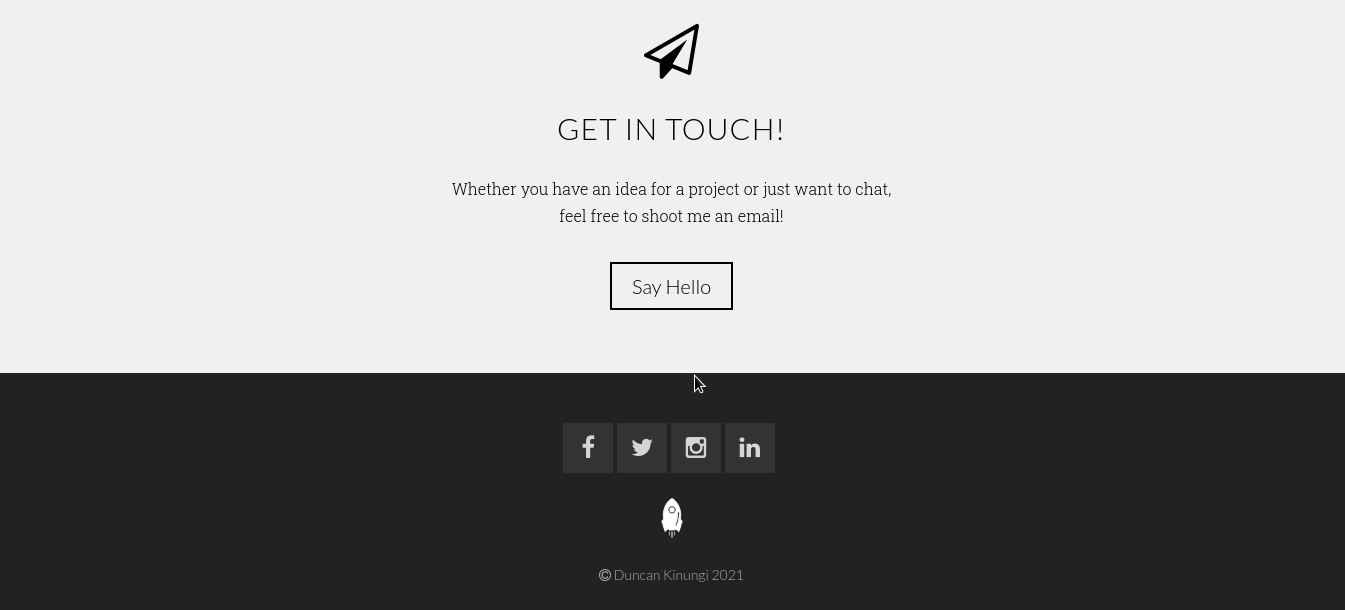 GET IN TOUCH!
Whether you have an idea for a project or just want to chat,
feel free to shoot me an email!
Say Hello
© Duncan Kinungi 2021